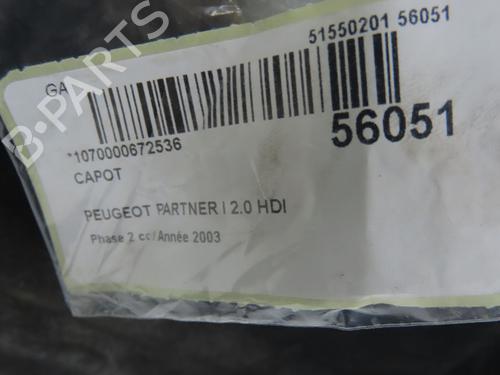 51550201 56051
GA
56051
*1070000672536
CAPOT
PEUGEOT PARTNER I 2.0 HDI
Phase 2 cc/Année 2003
B-PARTS